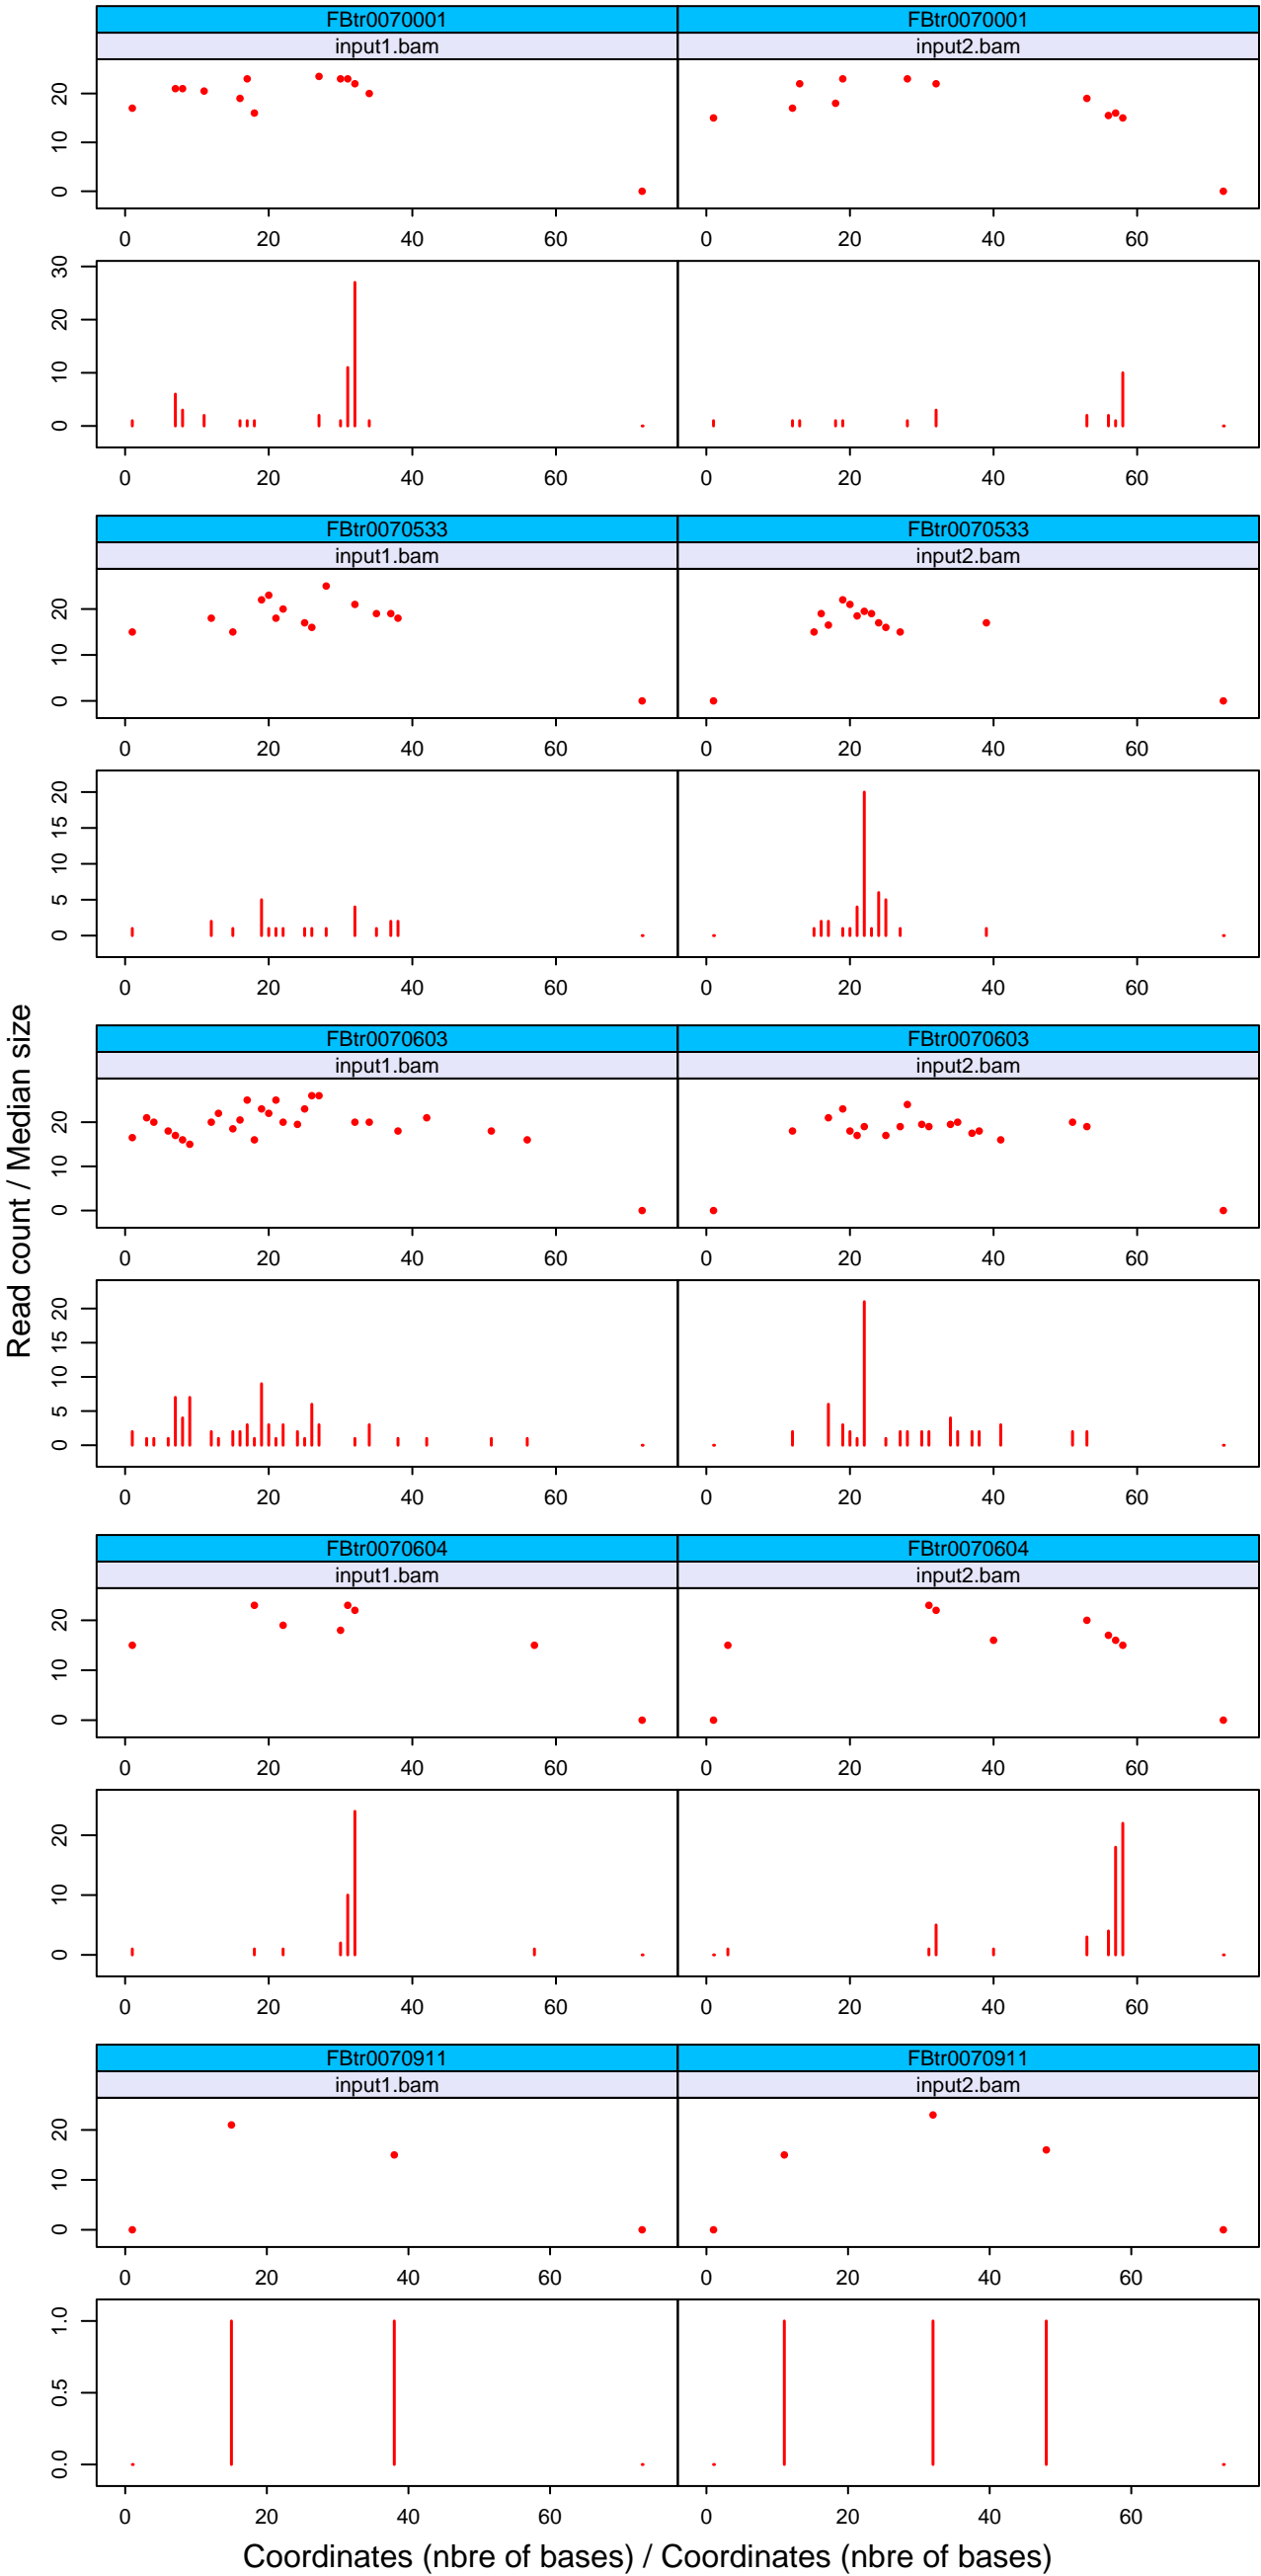 FBtr0070001 FBtr0070001
input1.bam input2.bam
20
10
0
0 20 40 60 0 20 40 60
30
20
10
0
0 20 40 60 0 20 40 60
FBtr0070533 FBtr0070533
input1.bam input2.bam
20
10
0
0 20 40 60 0 20 40 60
20
15
10
5
0
0 20 40 60 0 20 40 60
Read count / Median size
FBtr0070603 FBtr0070603
input1.bam input2.bam
20
10
0
0 20 40 60 0 20 40 60
20
15
10
5
0
0 20 40 60 0 20 40 60
FBtr0070604 FBtr0070604
input1.bam input2.bam
20
10
0
0 20 40 60 0 20 40 60
20
10
0
0 20 40 60 0 20 40 60
FBtr0070911 FBtr0070911
input1.bam input2.bam
20
10
0
0 20 40 60 0 20 40 60
1.0
0.5
0.0
0 20 40 60 0 20 40 60
Coordinates (nbre of bases) / Coordinates (nbre of bases)